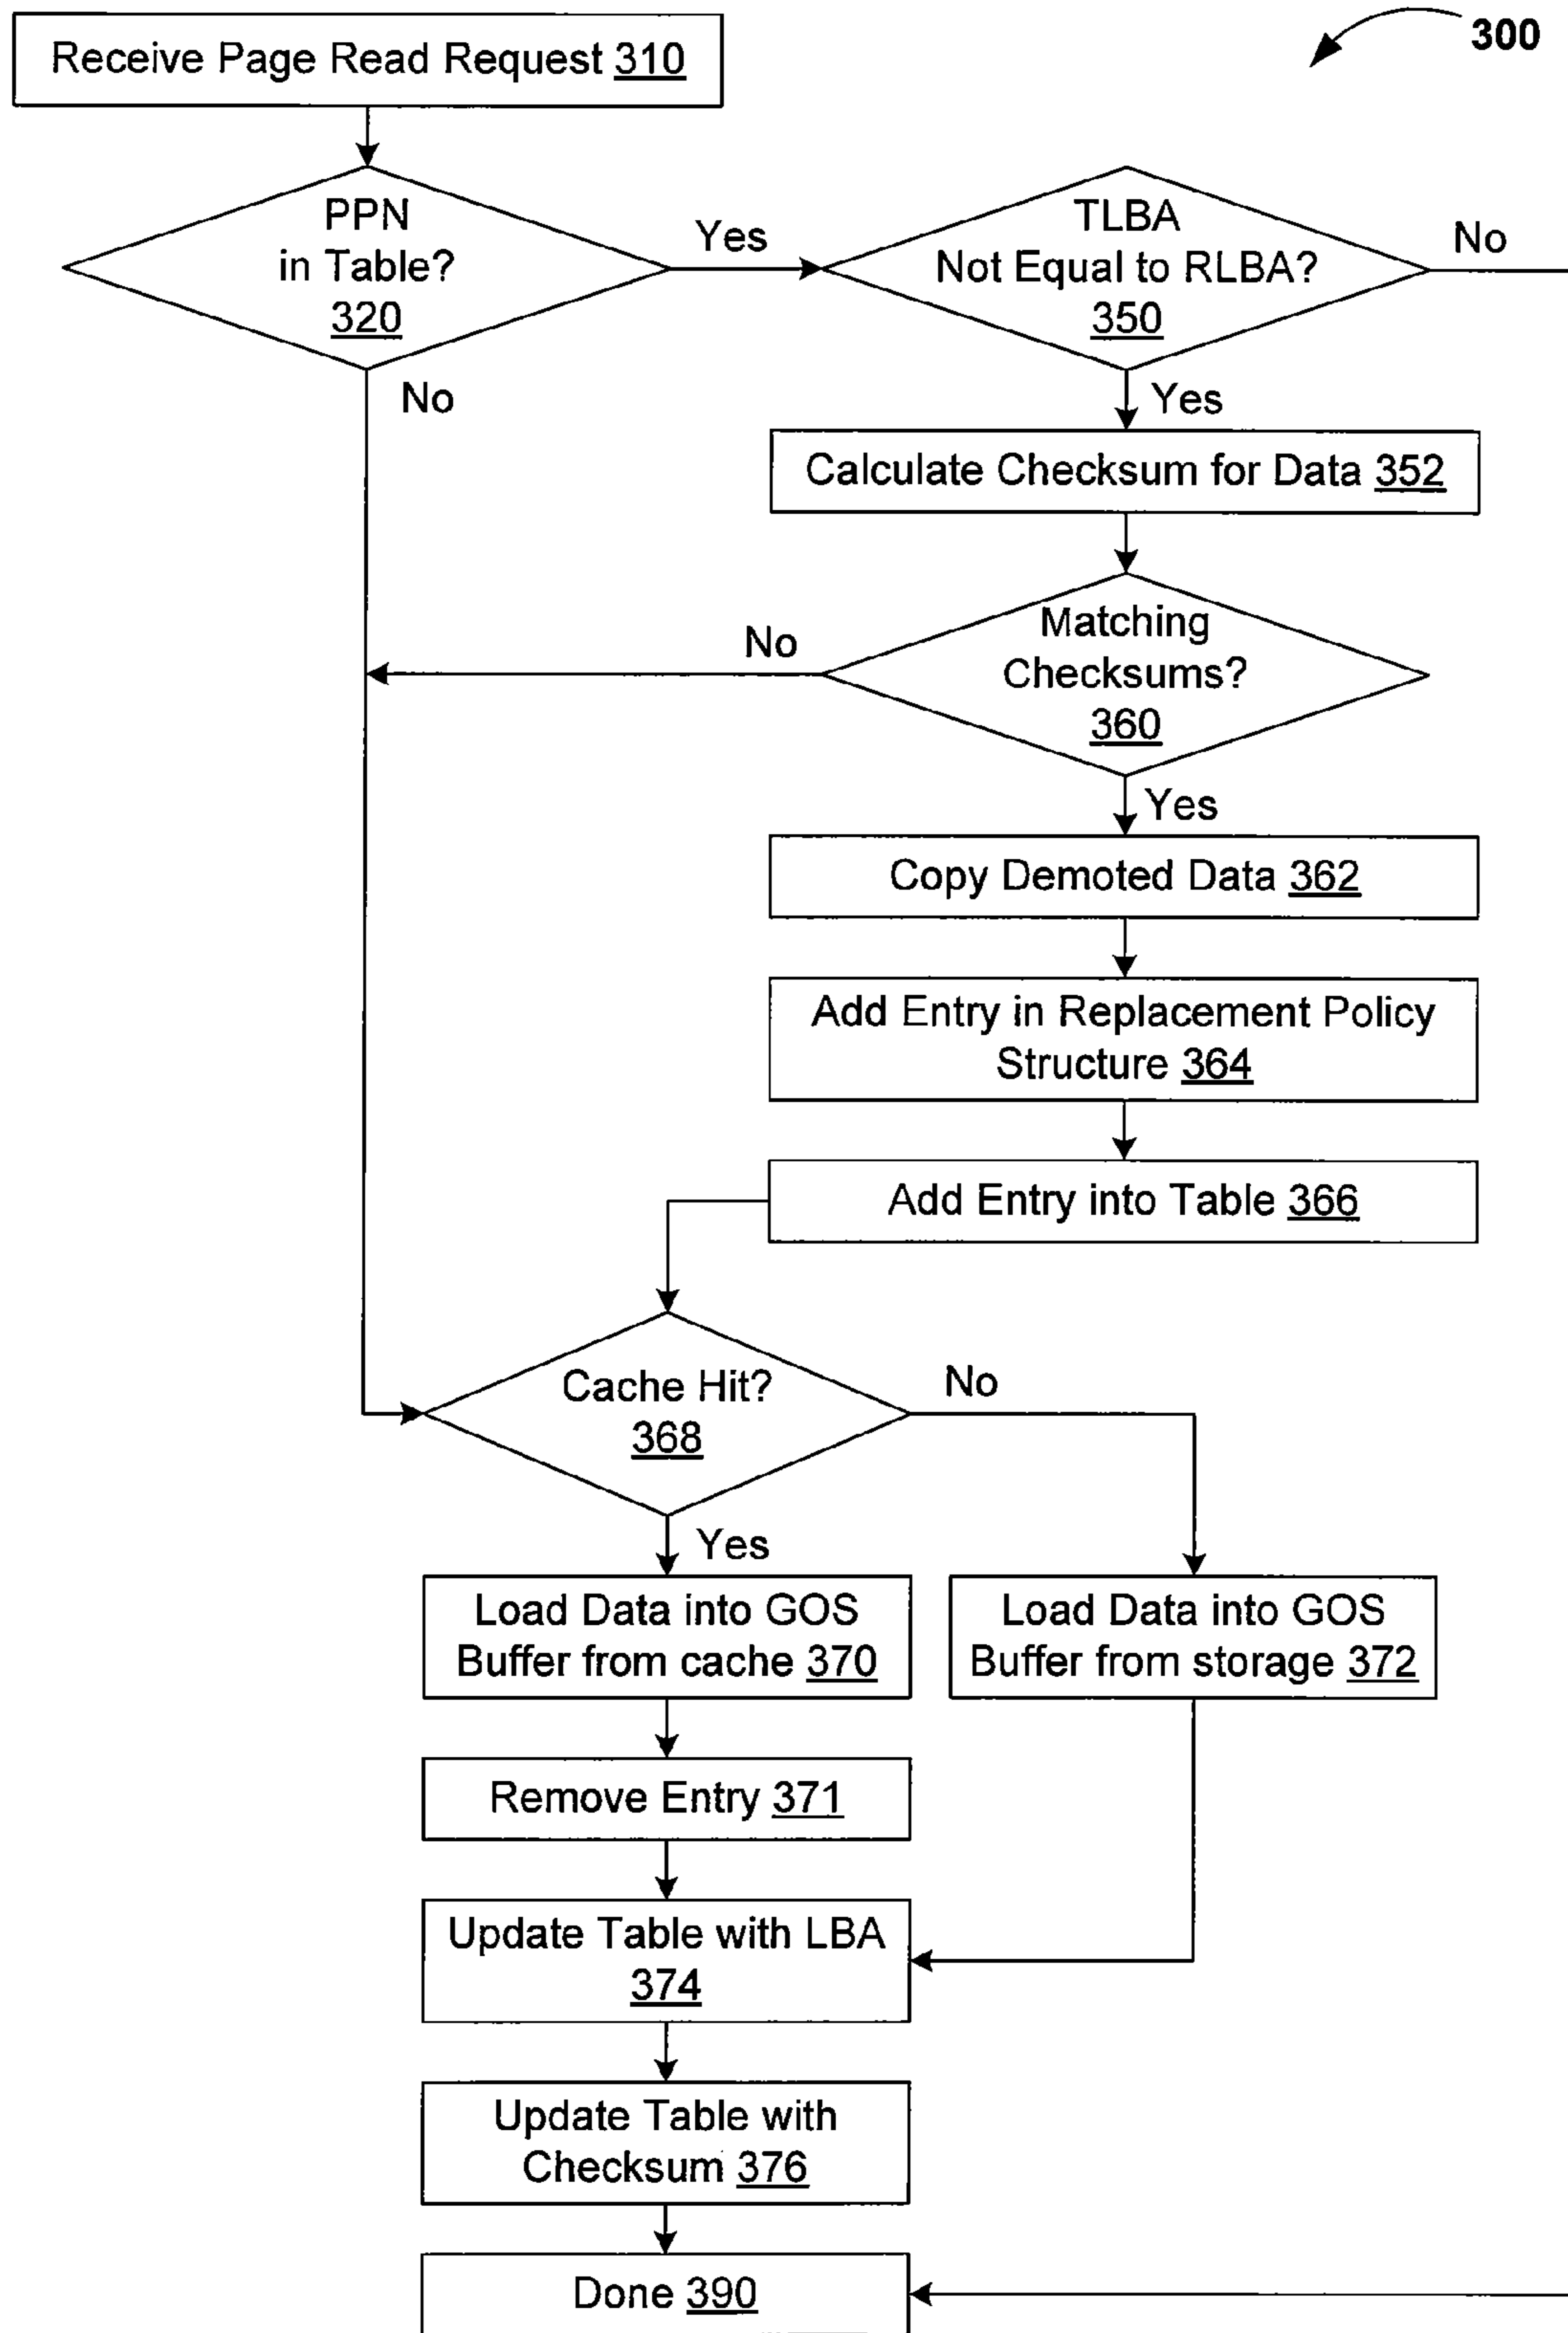 300
Receive Page Read Request 310
PPN
in Table?
320
Yes
No
TLBA
Not Equal to RLBA?
350
No
Yes
Calculate Checksum for Data 352
Matching
Checksums?
360
No
Yes
Copy Demoted Data 362
Add Entry in Replacement Policy
Structure 364
Add Entry into Table 366
Cache Hit?
368
No
Yes
Load Data into GOS
Buffer from cache 370
Load Data into GOS
Buffer from storage 372
Remove Entry 371
Update Table with LBA
374
Update Table with
Checksum 376
Done 390